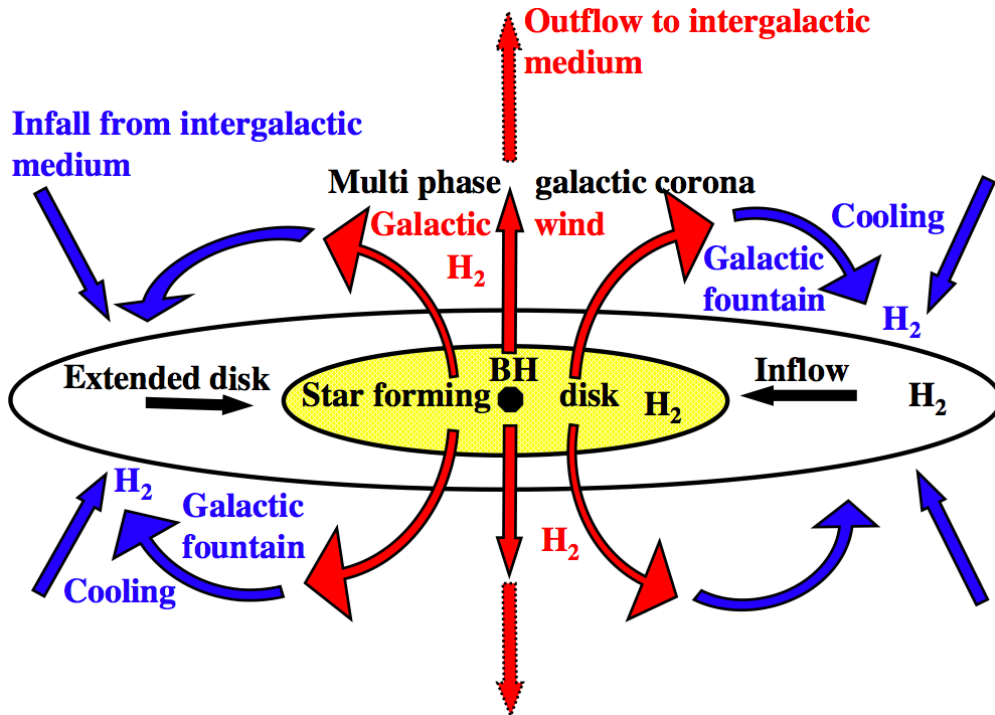 Outflow to intergalactic
medium
Infall from intergalactic
medium
Multi phase galactic corona
Galactic wind
H2
Cooling
Galactic
fountain
H2
Extended disk
BH
Star forming disk H2
Inflow
H2
H2
Galactic
fountain
Cooling
H2